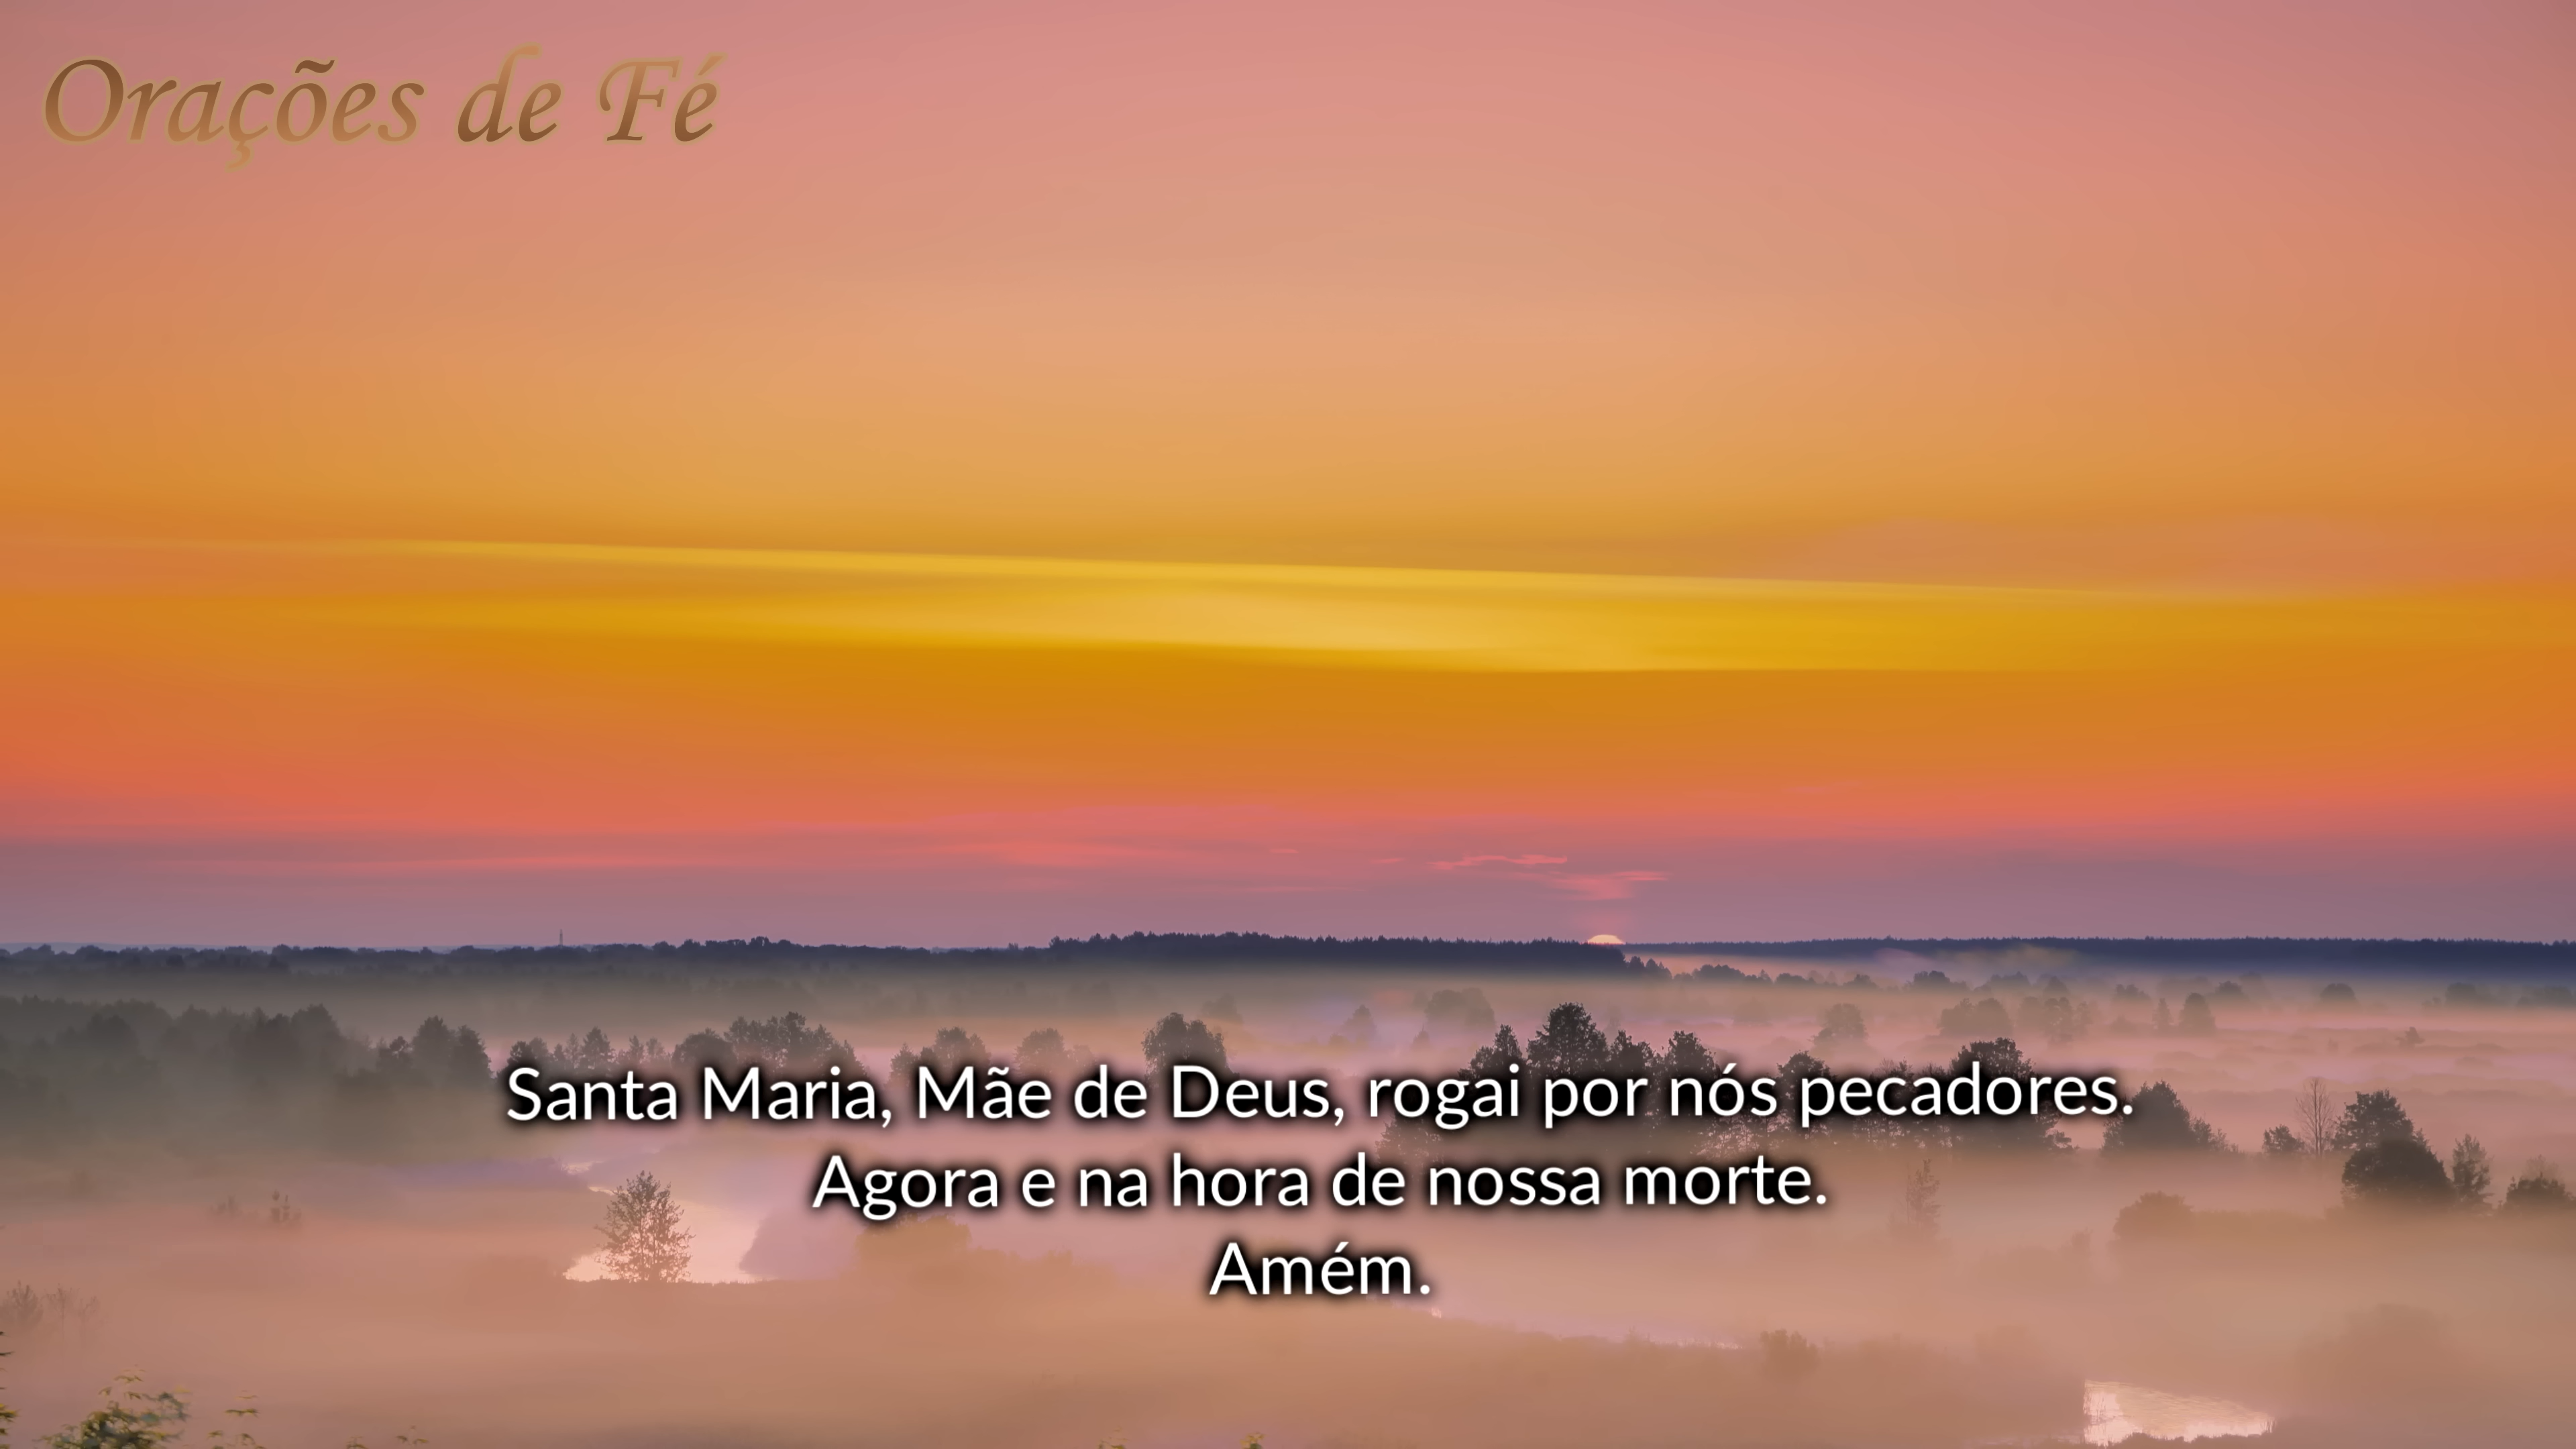 Orações de Fé
Santa Maria, Mãe de Deus, rogai por nós pecadores.
Agora e na hora de nossa morte.
Amém.